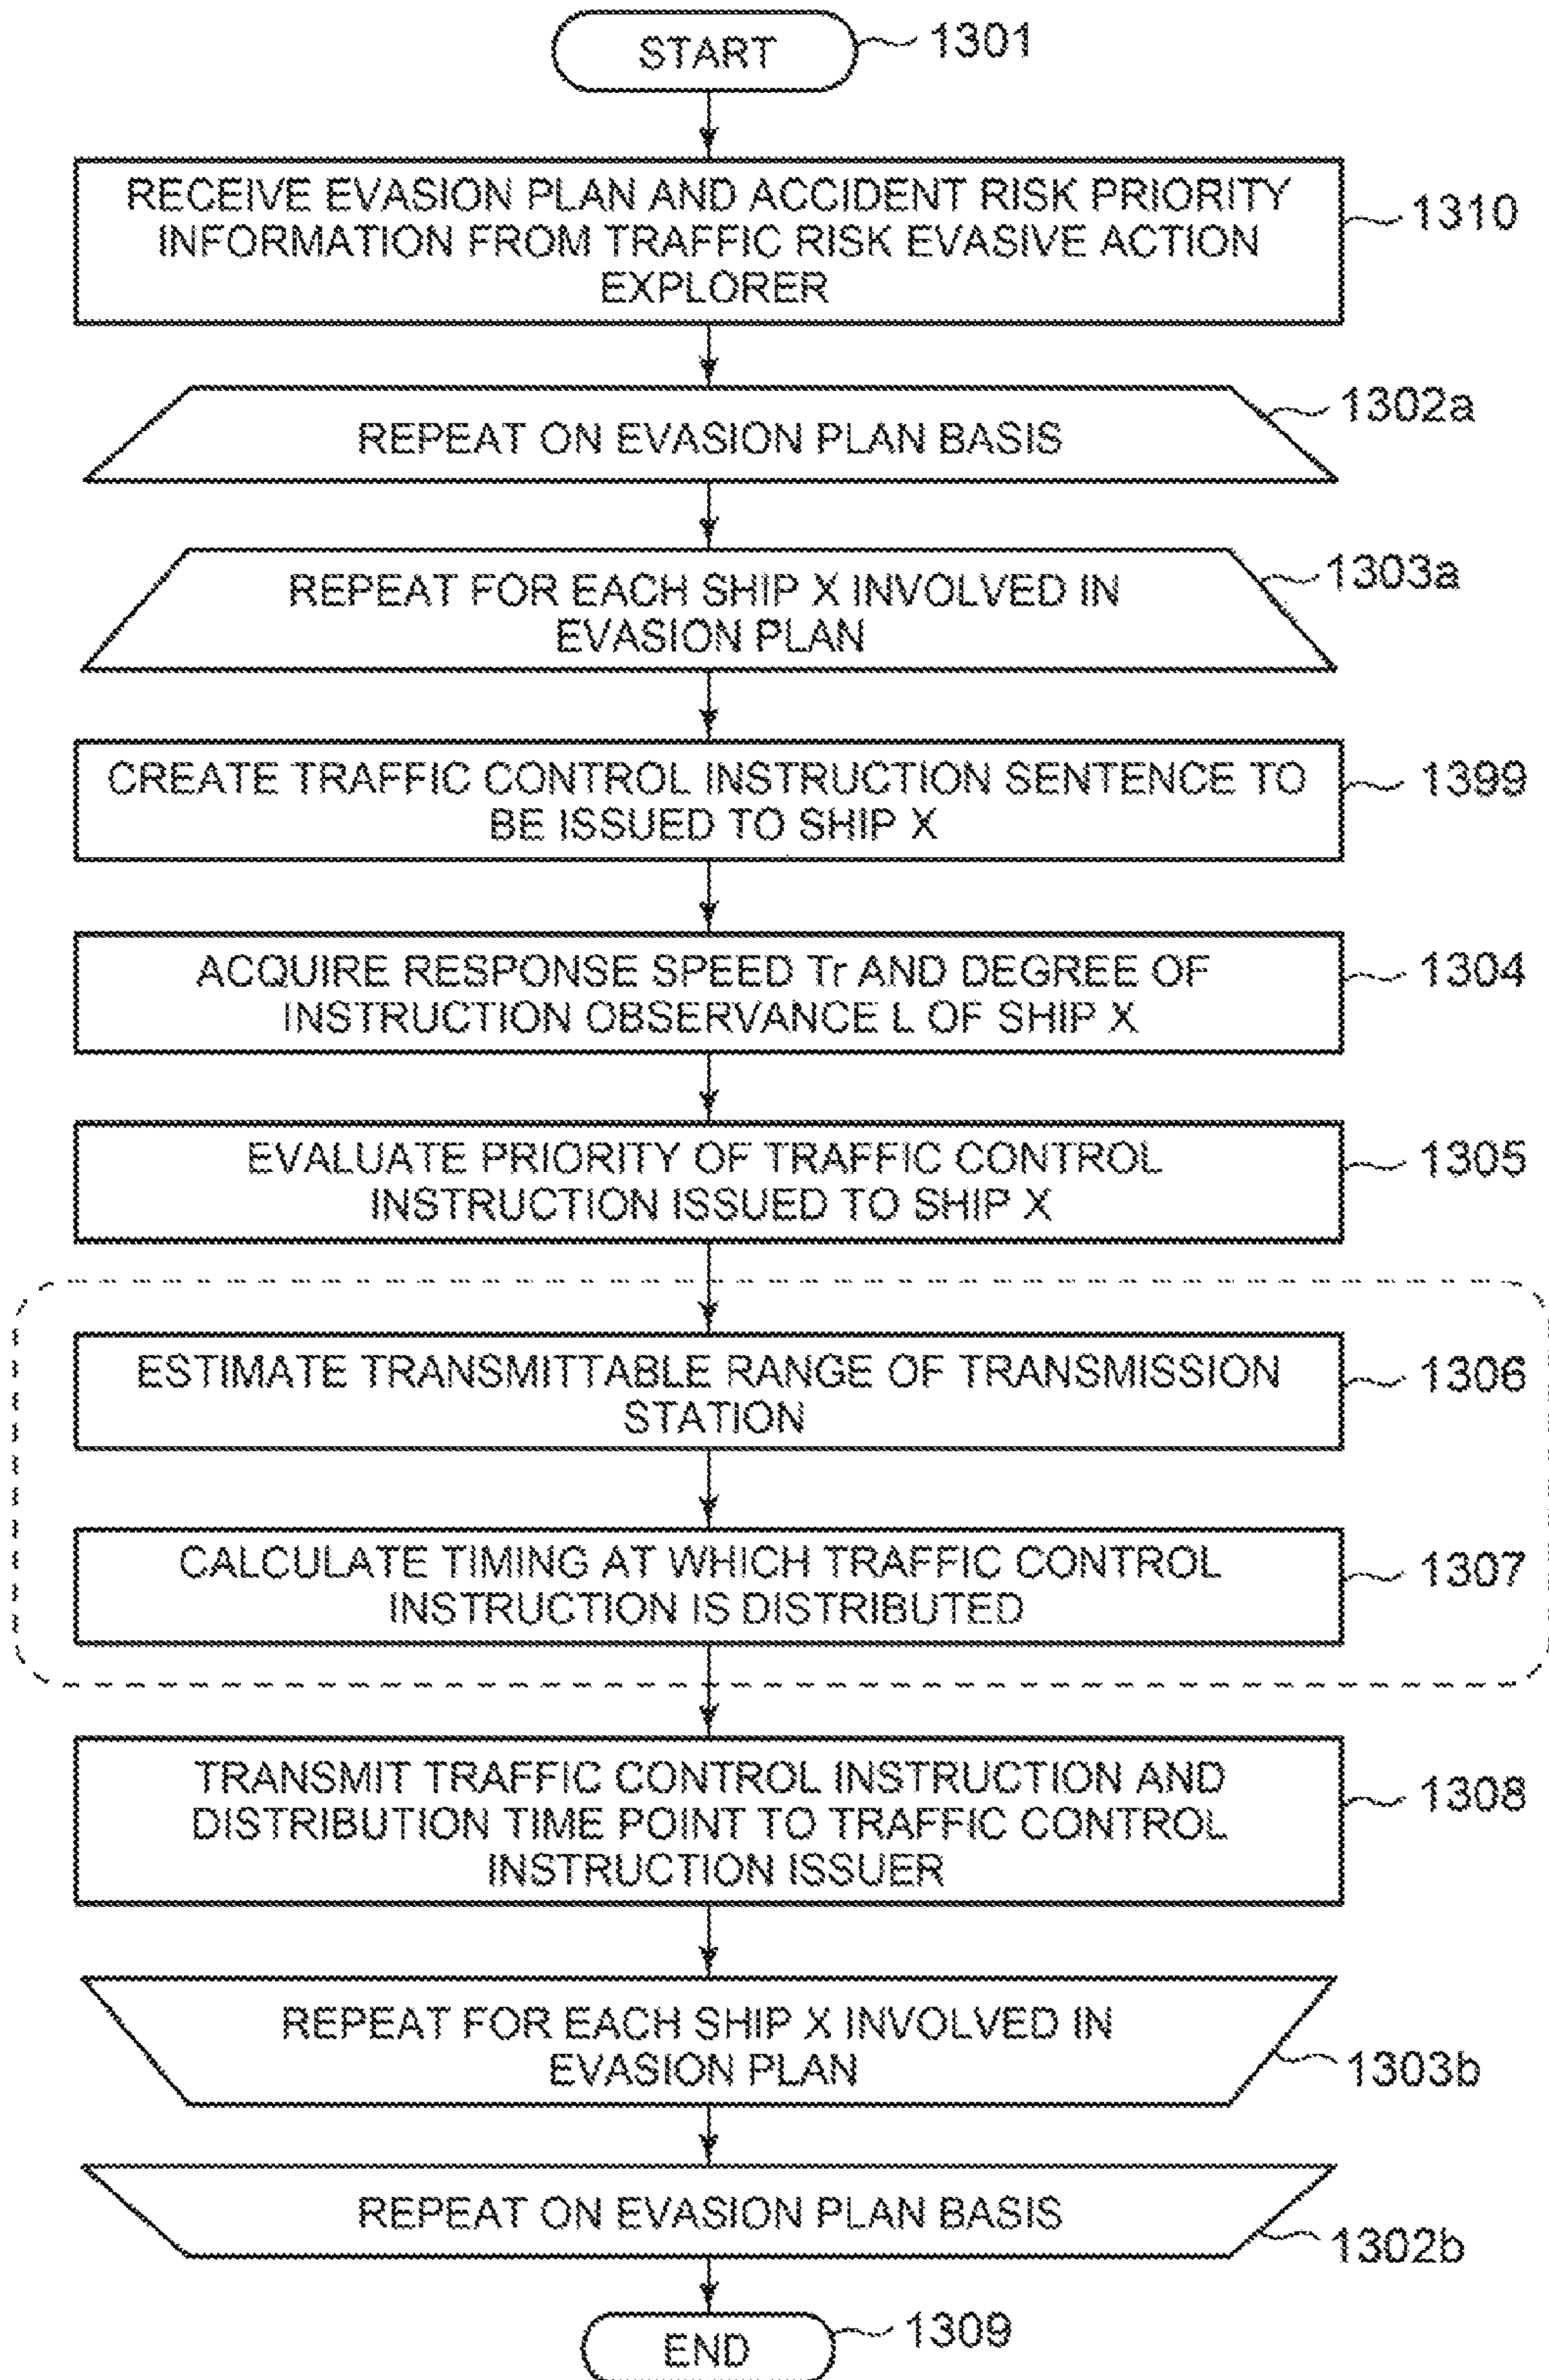 START
1301
RECEIVE EVASION PLAN AND ACCIDENT RISK PRIORITY
INFORMATION FROM TRAFFIC RISK EVASIVE ACTION
EXPLORER
1310
REPEAT ON EVASION PLAN BASIS
1302a
REPEAT FOR EACH SHIP X INVOLVED IN
EVASION PLAN
1303a
CREATE TRAFFIC CONTROL INSTRUCTION SENTENCE TO
BE ISSUED TO SHIP X
1399
ACQUIRE RESPONSE SPEED Tr AND DEGREE OF
INSTRUCTION OBSERVANCE L OF SHIP X
1304
EVALUATE PRIORITY OF TRAFFIC CONTROL
INSTRUCTION ISSUED TO SHIP X
1305
ESTIMATE TRANSMITTABLE RANGE OF TRANSMISSION
STATION
1306
CALCULATE TIMING AT WHICH TRAFFIC CONTROL
INSTRUCTION IS DISTRIBUTED
1307
TRANSMIT TRAFFIC CONTROL INSTRUCTION AND
DISTRIBUTION TIME POINT TO TRAFFIC CONTROL
INSTRUCTION ISSUER
1308
REPEAT FOR EACH SHIP X INVOLVED IN
EVASION PLAN
1303b
REPEAT ON EVASION PLAN BASIS
1302b
END
1309